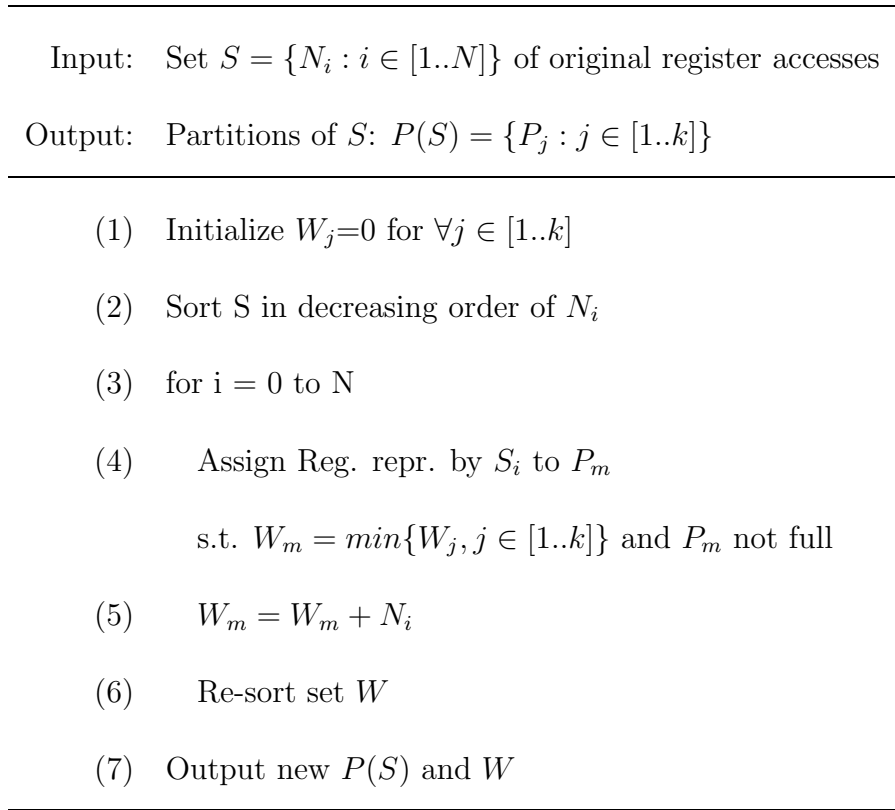 Input: Set S = {N_i : i ∈ [1..N]} of original register accesses
Output: Partitions of S: P(S) = {P_j : j ∈ [1..k]}
(1) Initialize W_j=0 for ∀j ∈ [1..k]
(2) Sort S in decreasing order of N_i
(3) for i = 0 to N
(4) Assign Reg. repr. by S_i to P_m
s.t. W_m = min{W_j, j ∈ [1..k]} and P_m not full
(5) W_m = W_m + N_i
(6) Re-sort set W
(7) Output new P(S) and W